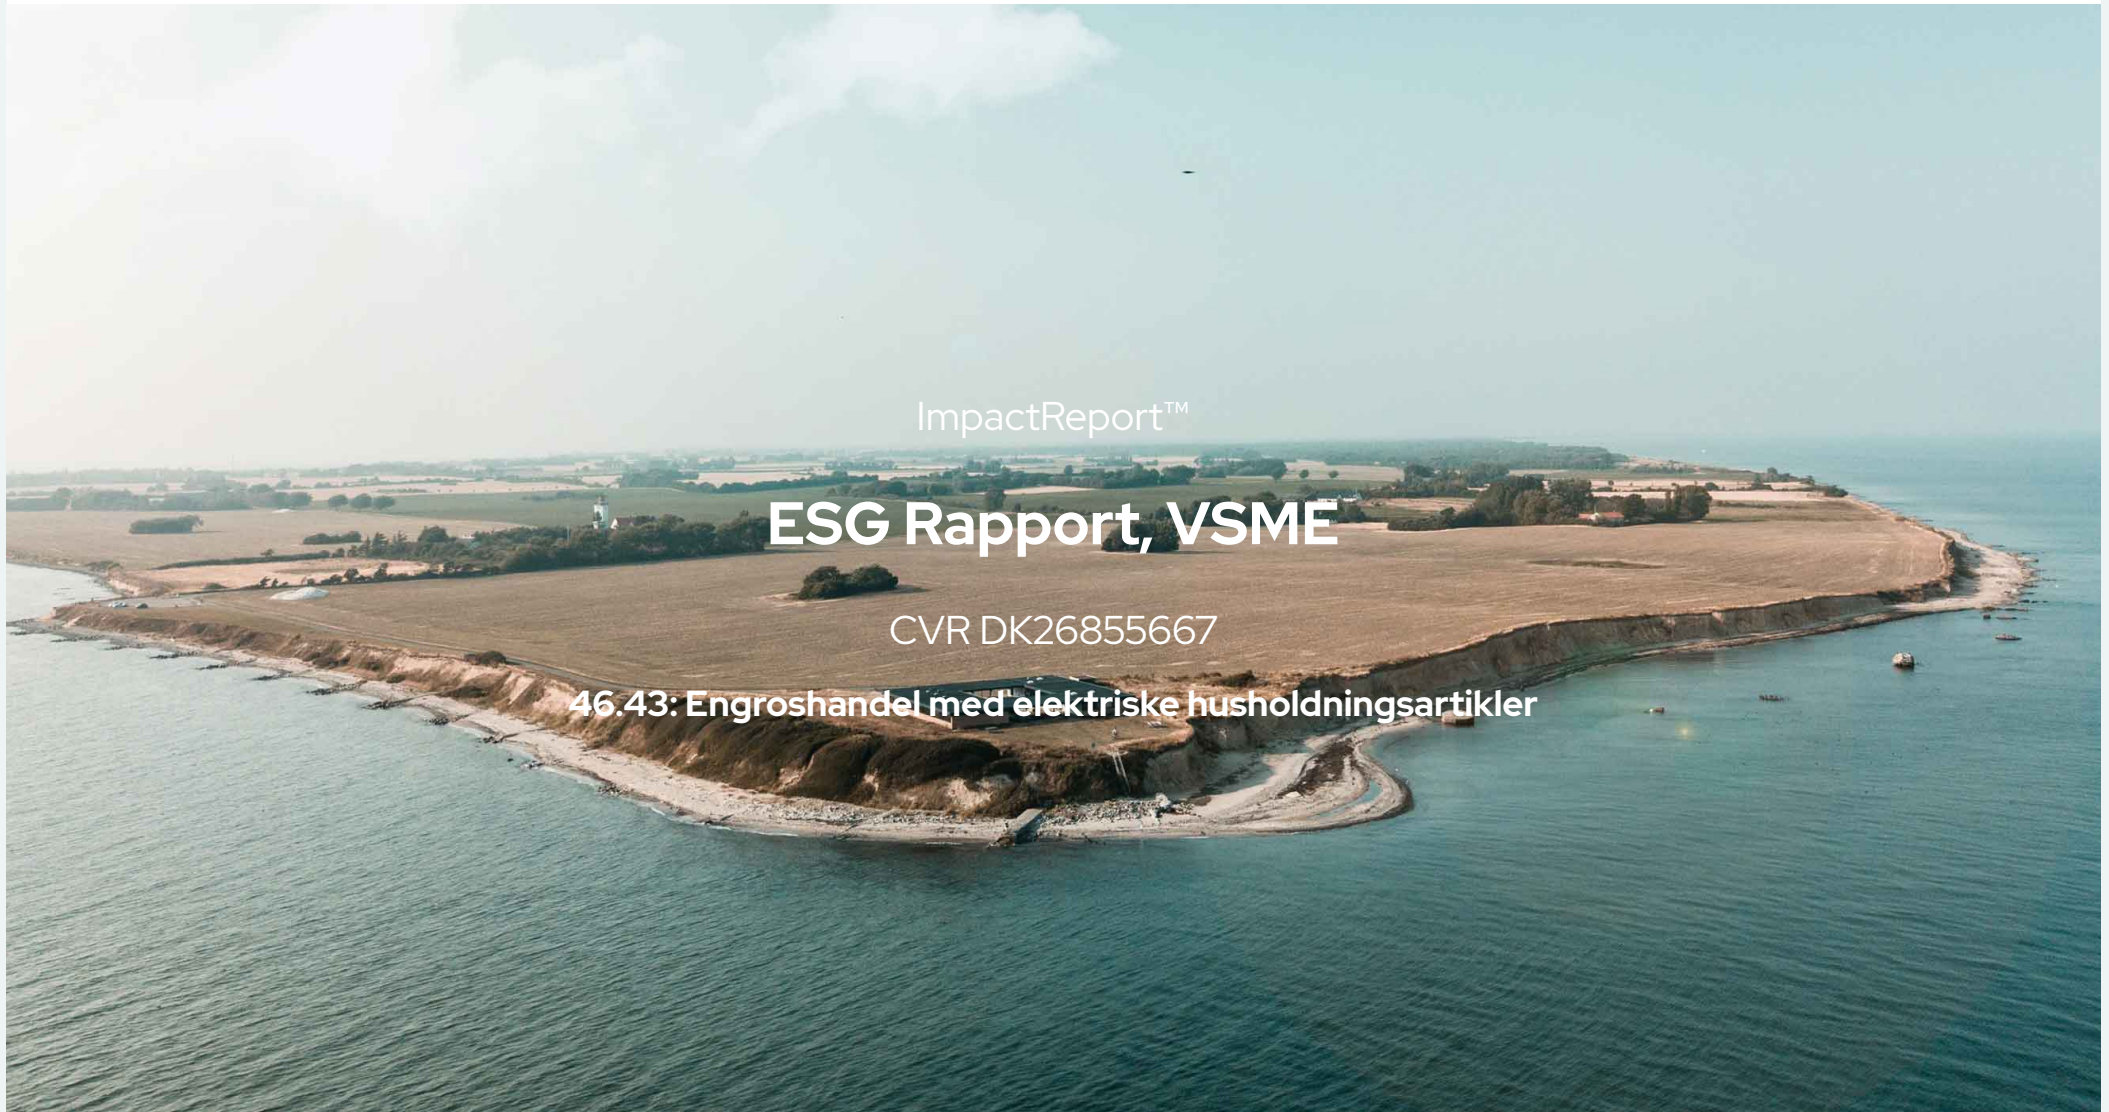 ImpactReport™
ESG Rapport, VSME
CVR DK26855667
46.43: Engroshandel med elektriske husholdningsartikler